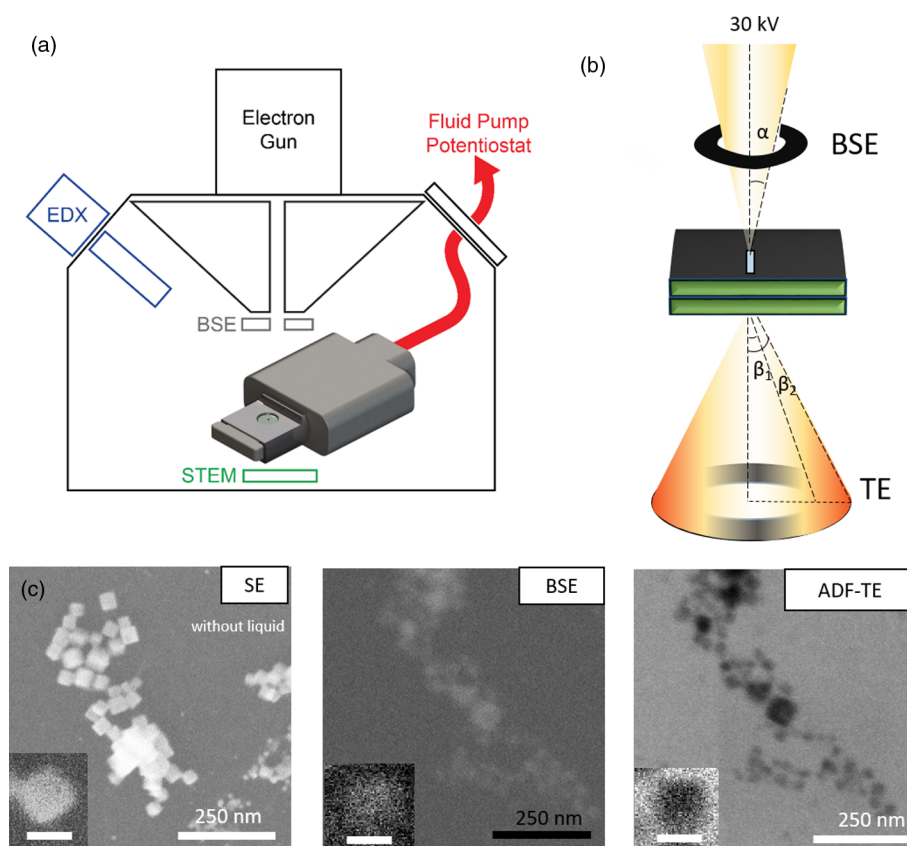 (a)
Electron
Gun
Fluid Pump
Potentiostat
EDX
BSE
STEM
(b)
30 kV
α
BSE
β1
β2
TE
(c)
SE
without liquid
250 nm
BSE
250 nm
ADF-TE
250 nm